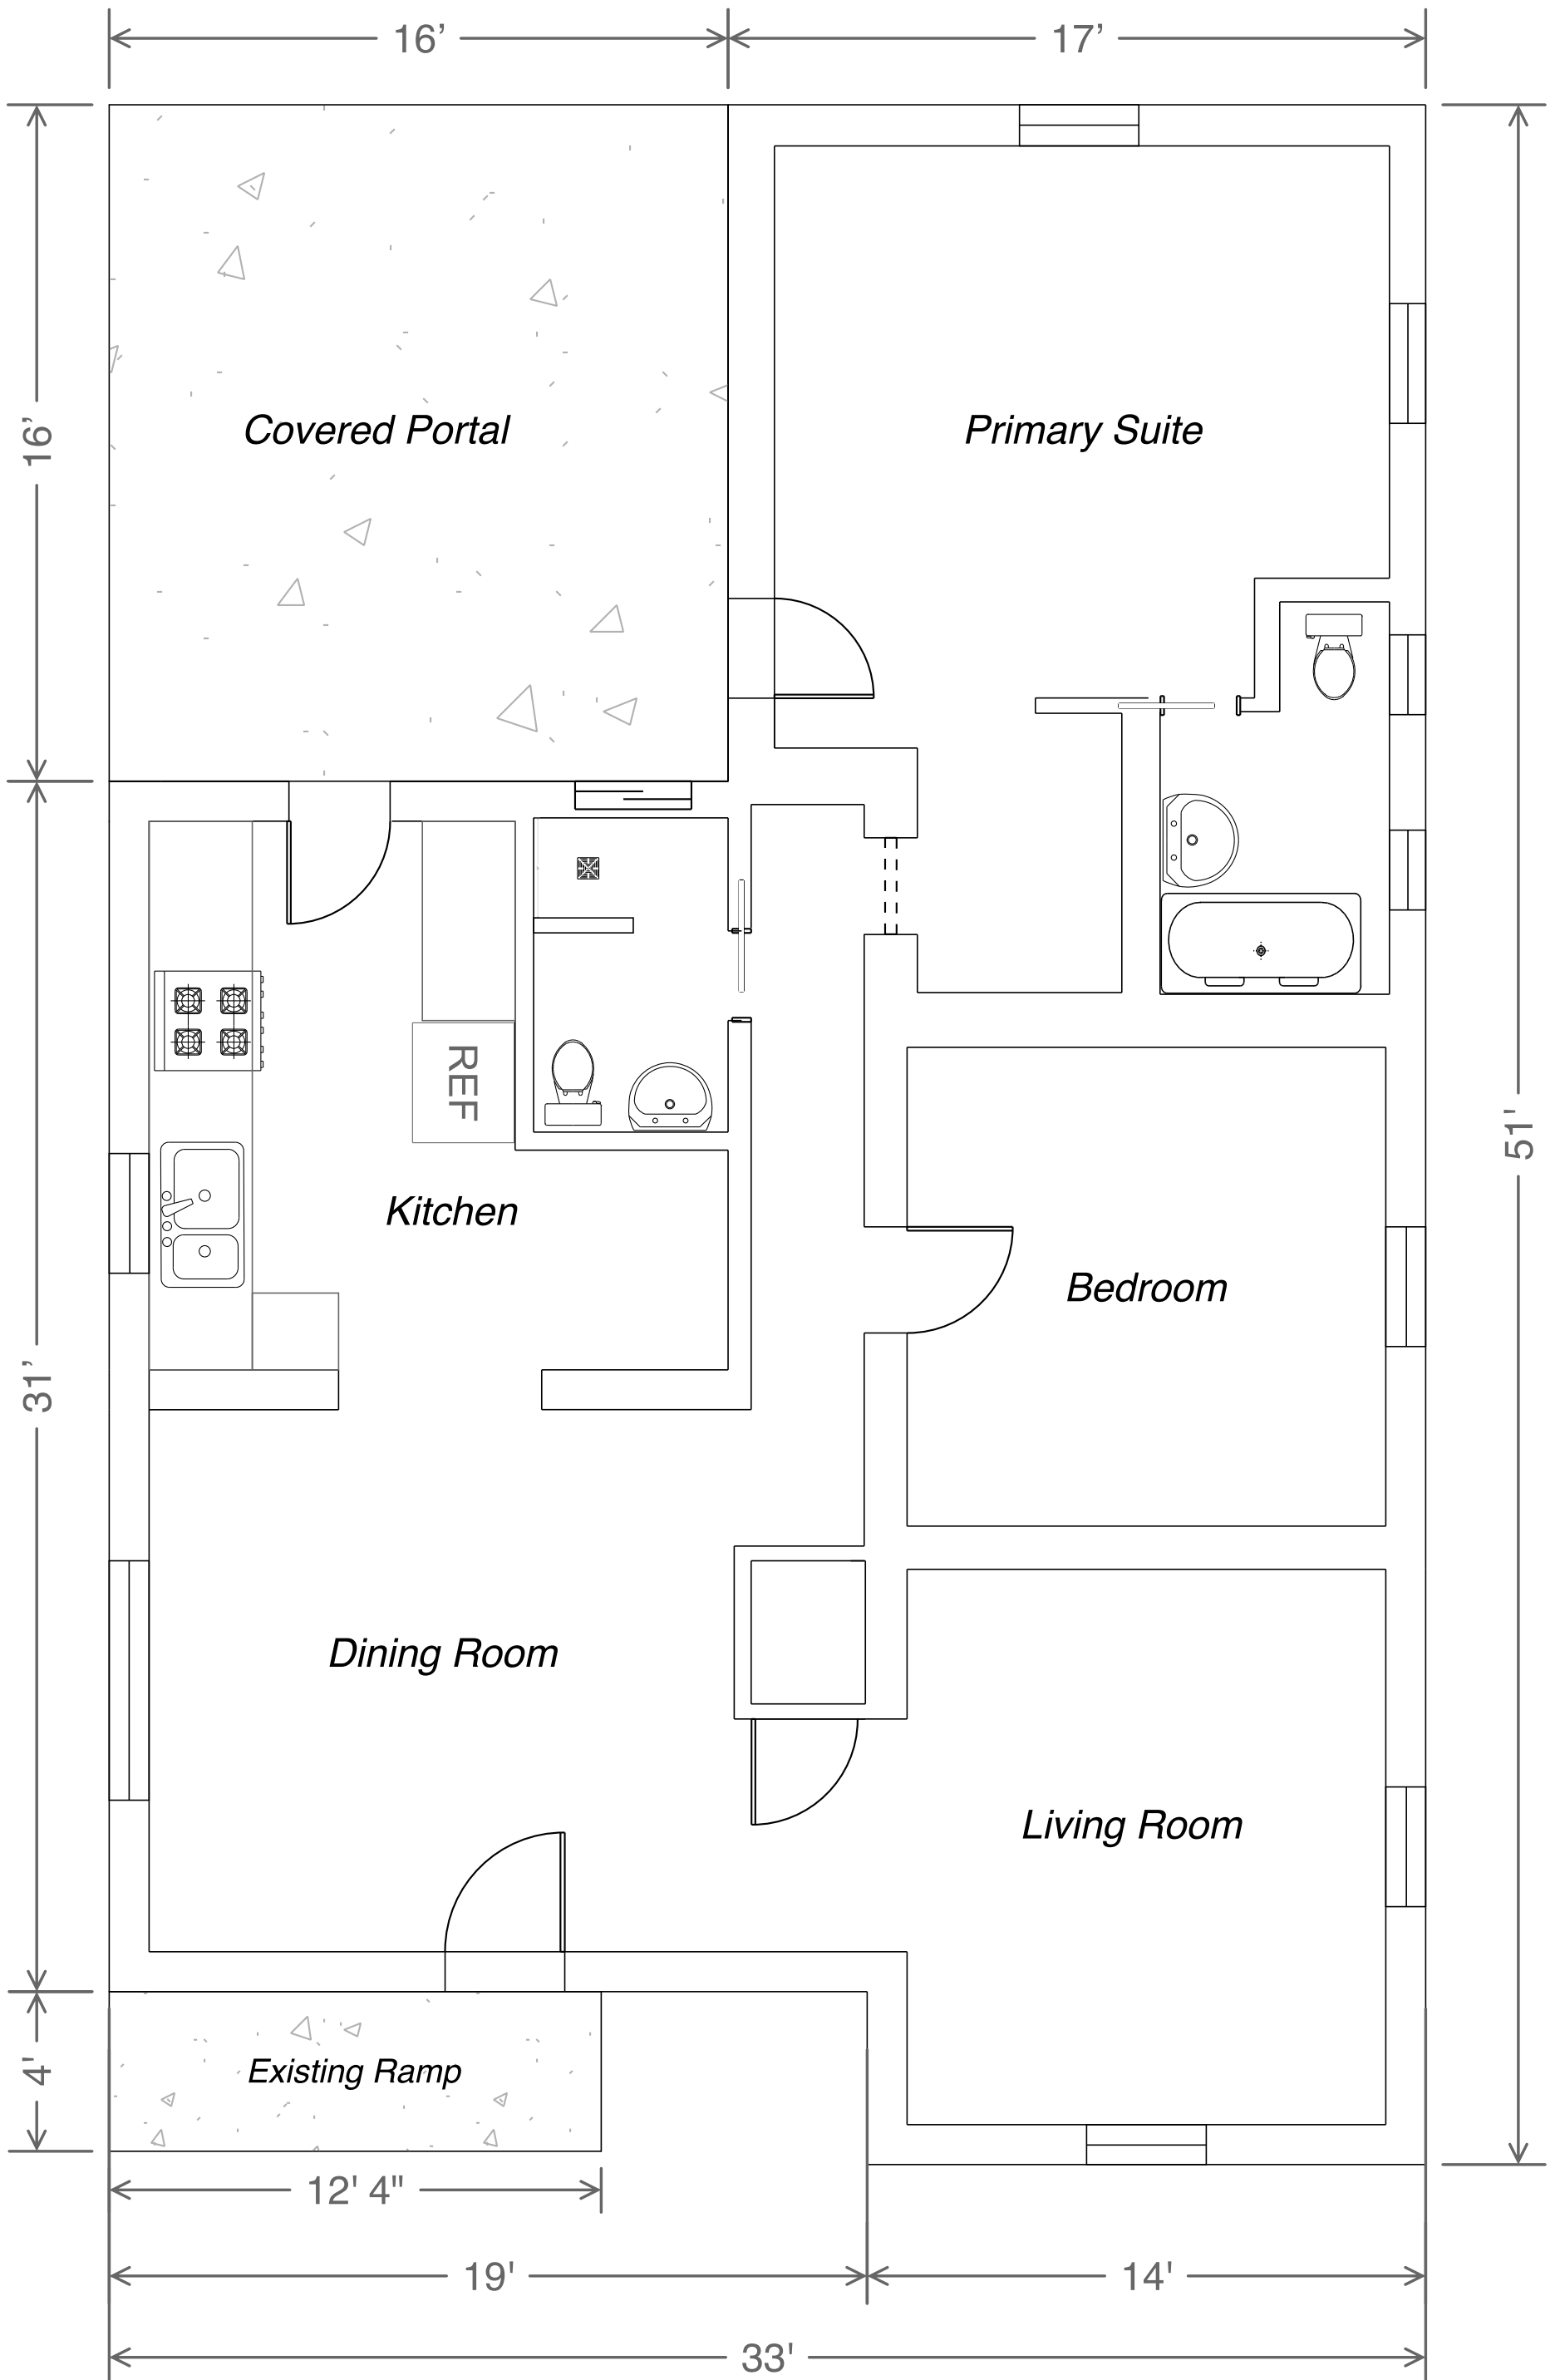 16’
17’
16’
Covered Portal
Primary Suite
REF
51'
Kitchen
Bedroom
31’
Dining Room
Living Room
4'
Existing Ramp
12' 4"
19'
14'
33'